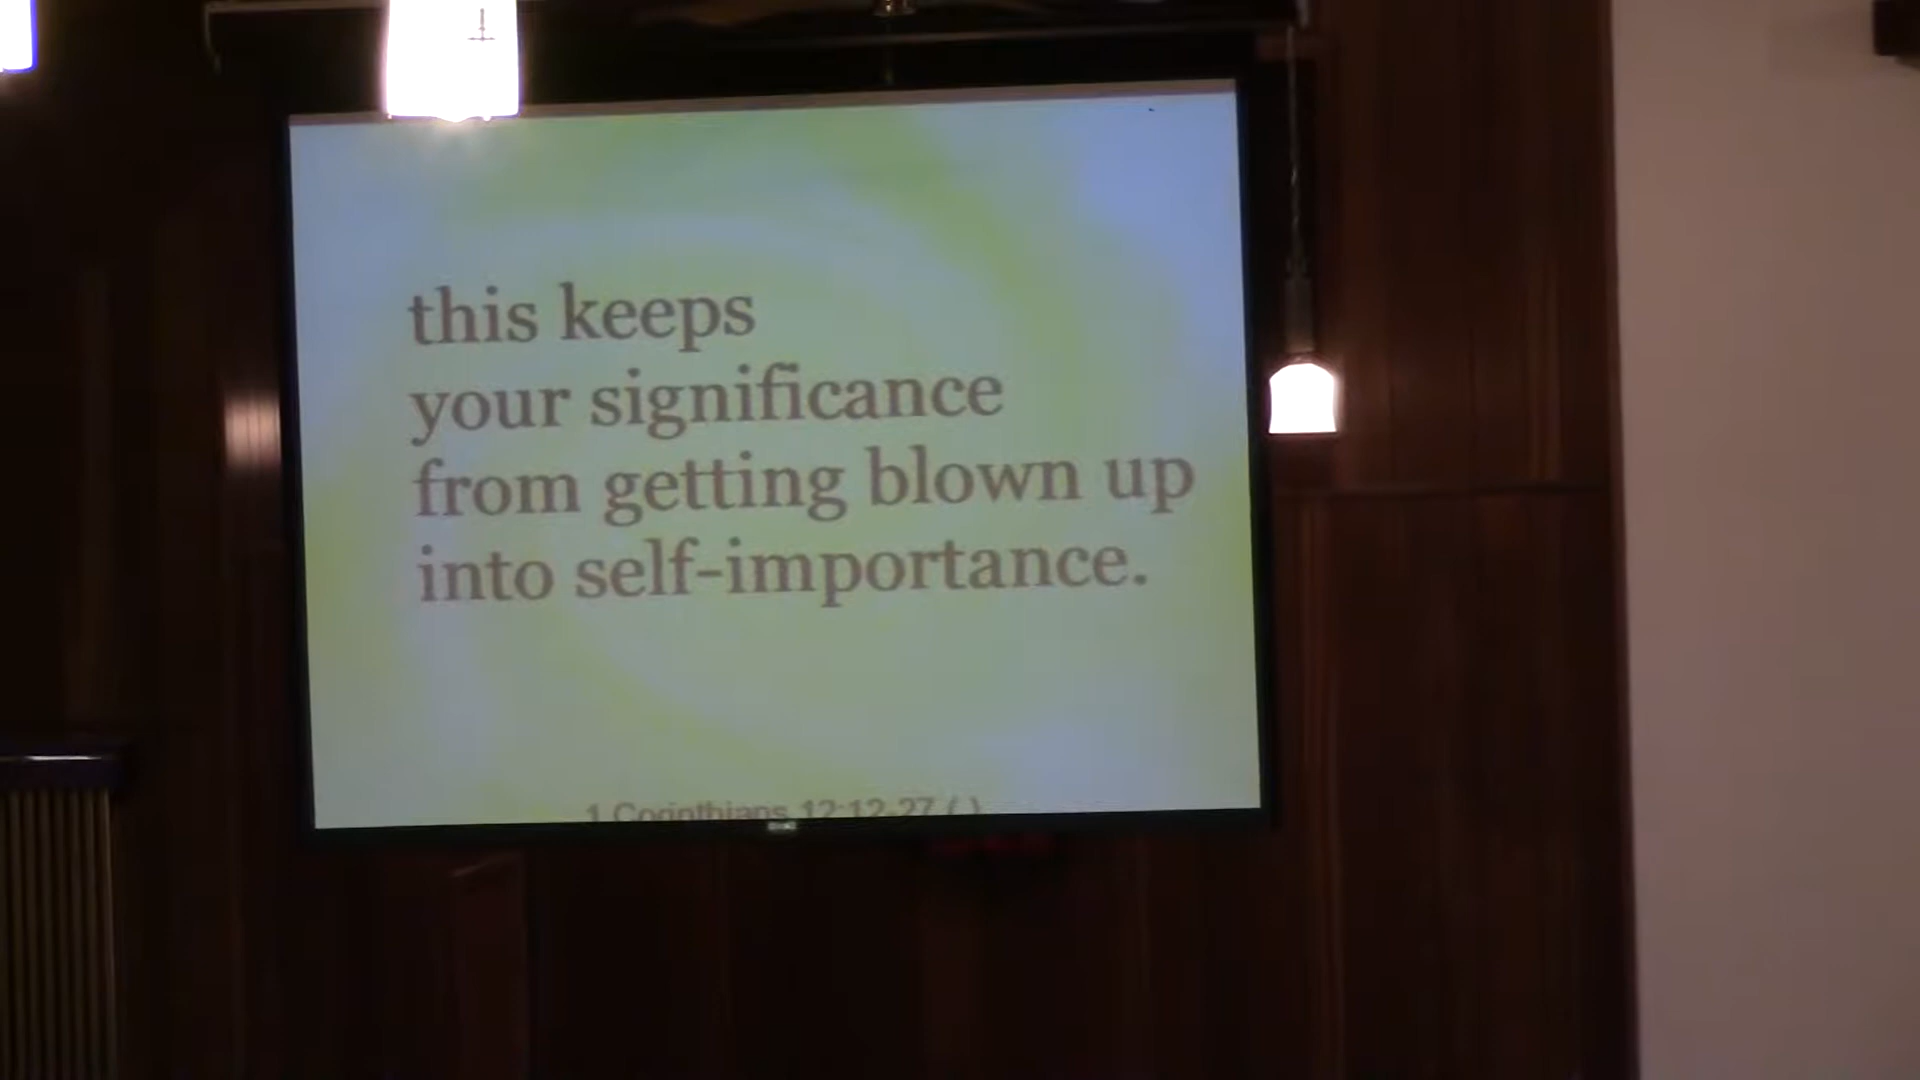 this keeps
your significance
from getting blown up
into self-importance.
1 Corinthians 12:12-27 ( )